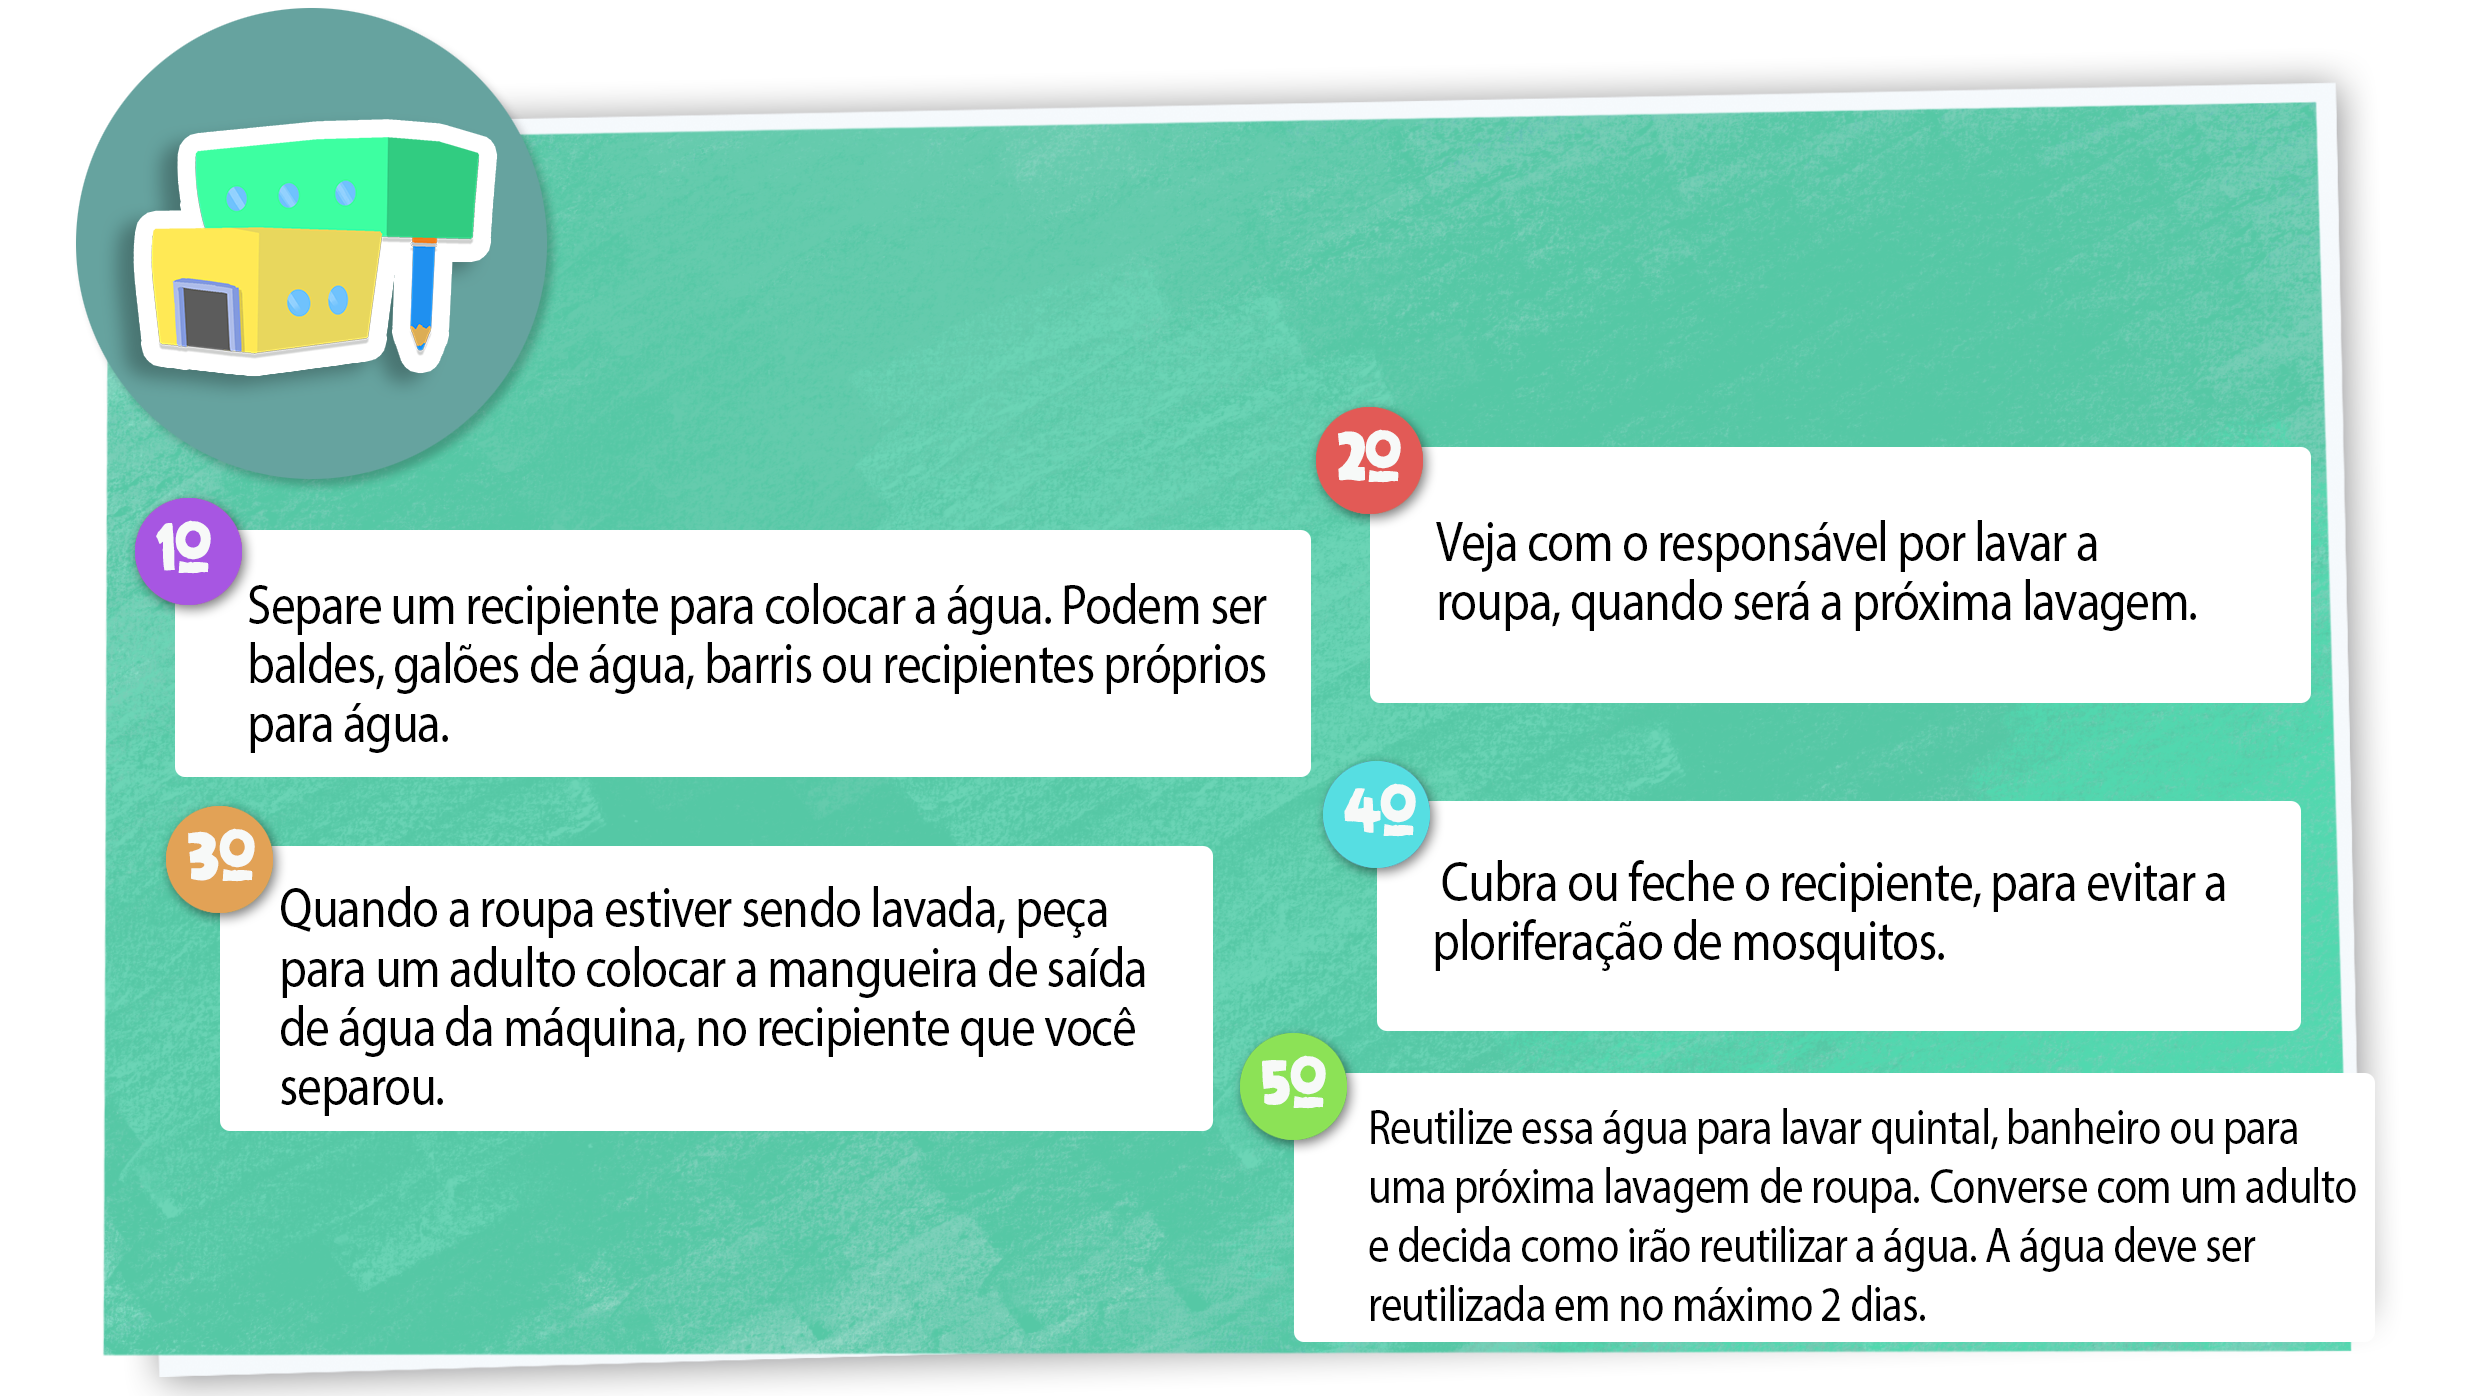 1º
Separe um recipiente para colocar a água. Podem ser
baldes, galões de água, barris ou recipientes próprios
para água.
2º
Veja com o responsável por lavar a
roupa, quando será a próxima lavagem.
3º
Quando a roupa estiver sendo lavada, peça
para um adulto colocar a mangueira de saída
de água da máquina, no recipiente que você
separou.
4º
Cubra ou feche o recipiente, para evitar a
ploriferação de mosquitos.
5º
Reutilize essa água para lavar quintal, banheiro ou para
uma próxima lavagem de roupa. Converse com um adulto
e decida como irão reutilizar a água. A água deve ser
reutilizada em no máximo 2 dias.